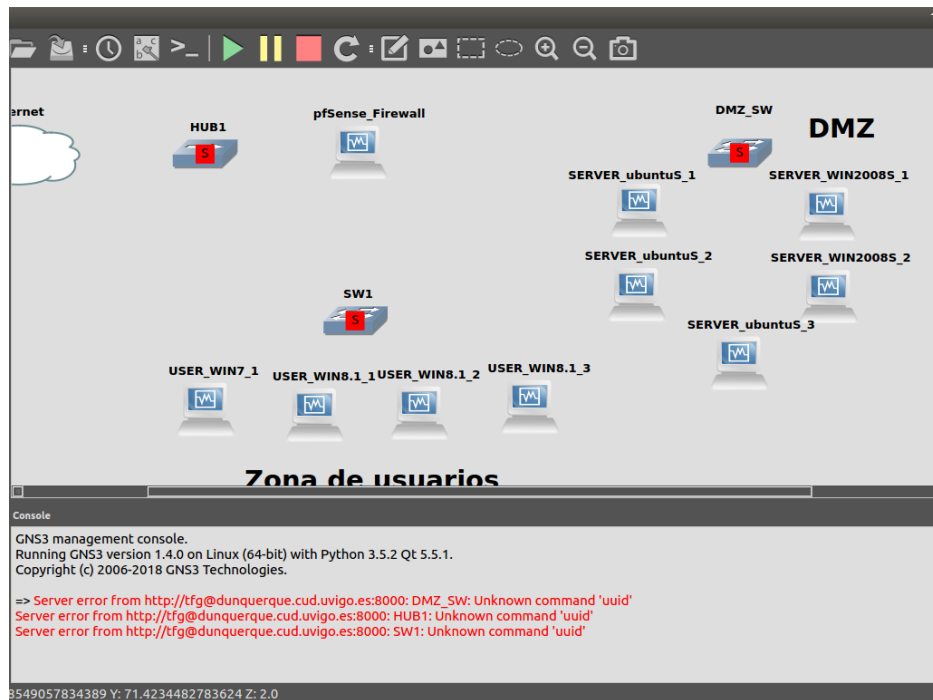 ernet
HUB1
pfSense_Firewall
DMZ_SW
DMZ
S
S
SERVER_ubuntuS_1
SERVER_WIN2008S_1
SERVER_ubuntuS_2
SERVER_WIN2008S_2
SW1
S
SERVER_ubuntuS_3
USER_WIN7_1
USER_WIN8.1_1
USER_WIN8.1_2
USER_WIN8.1_3
Zona de usuarios
Console
GNS3 management console.
Running GNS3 version 1.4.0 on Linux (64-bit) with Python 3.5.2 Qt 5.5.1.
Copyright (c) 2006-2018 GNS3 Technologies.
=> Server error from http://tfg@dunquerque.cud.uvigo.es:8000: DMZ_SW: Unknown command 'uuid'
Server error from http://tfg@dunquerque.cud.uvigo.es:8000: HUB1: Unknown command 'uuid'
Server error from http://tfg@dunquerque.cud.uvigo.es:8000: SW1: Unknown command 'uuid'
8549057834389 Y: 71.4234482783624 Z: 2.0